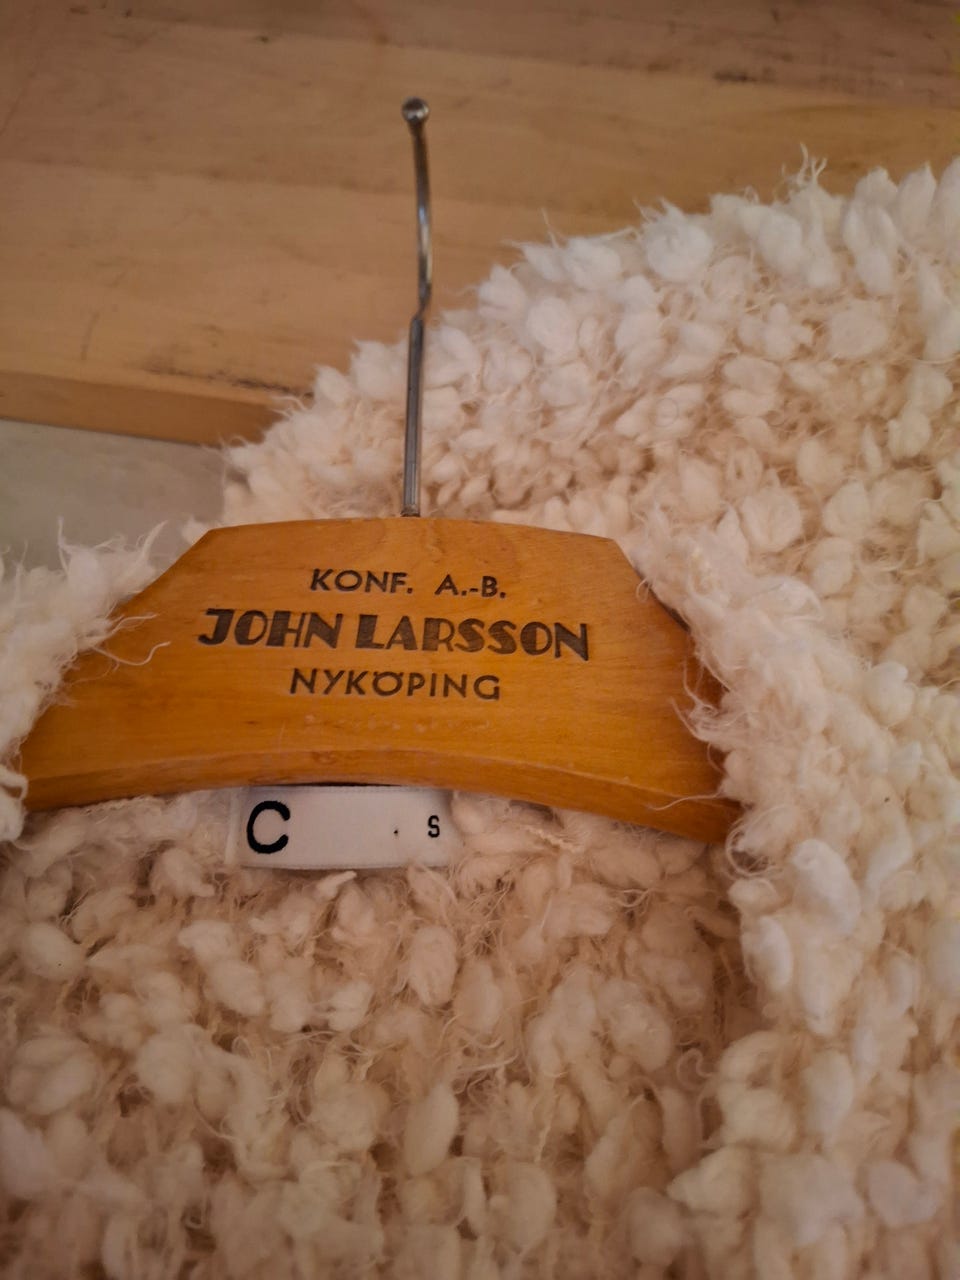 KONF. A.-B.
JOHN LARSSON
NYKÖPING
C S